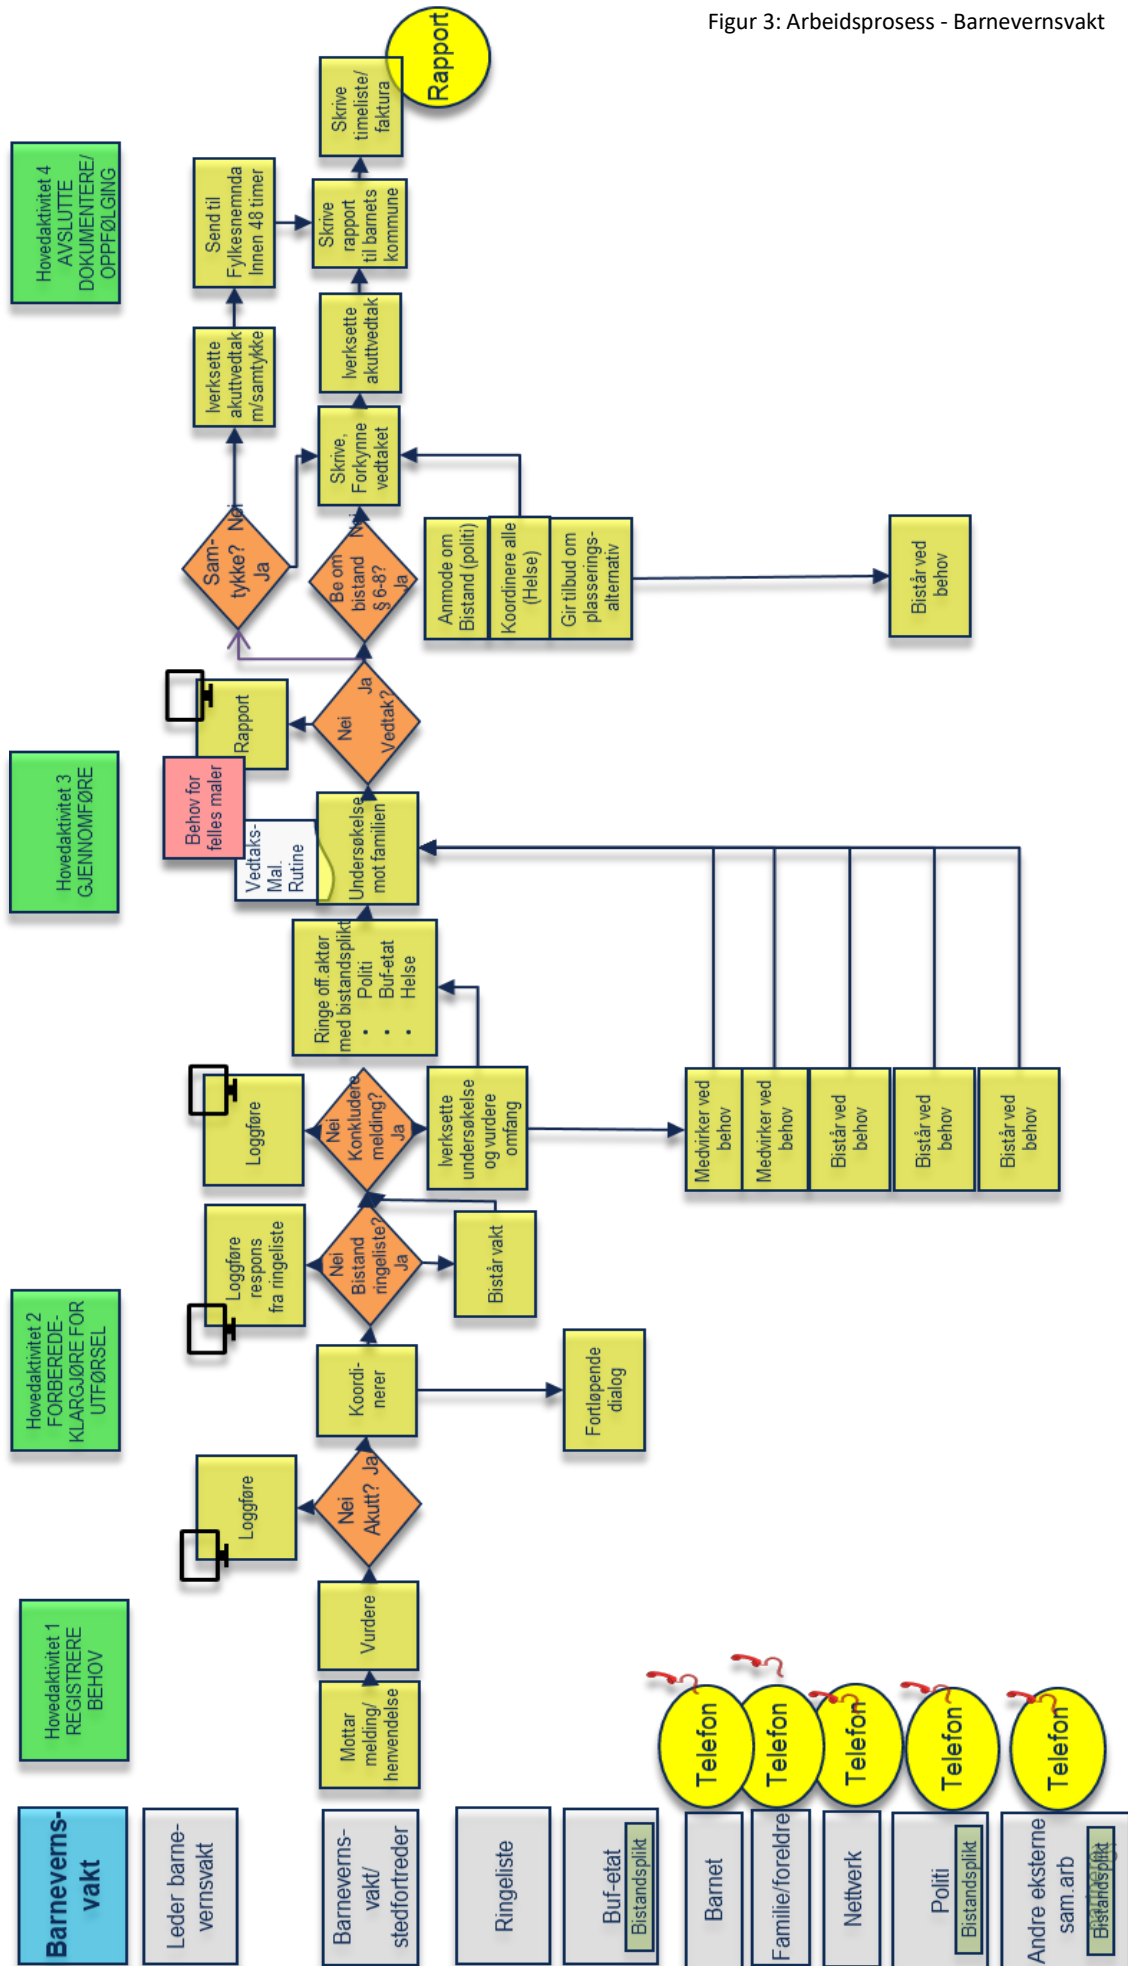 Figur 3: Arbeidsprosess - Barnevernsvakt
Barneverns-
vakt
Hovedaktivitet 1
REGISTRERE
BEHOV
Hovedaktivitet 2
FORBEREDE-
KLARGJØRE FOR
UTFØRSEL
Hovedaktivitet 3
GJENNOMFØRE
Hovedaktivitet 4
AVSLUTTE
DOKUMENTERE/
OPPFØLGING
Leder barne-
vernsvakt
Loggføre
Loggføre
respons
fra ringeliste
Loggføre
Behov for
felles maler
Vedtaks-
Mal.
Rutine
Rapport
Sam-
tykke?
Ja
Nei
Iverksette
akuttvedtak
m/samtykke
Send til
Fylkesnemnda
Innen 48 timer
Barneverns-
vakt/
stedfortreder
Mottar
melding/
henvendelse
Vurdere
Nei
Akutt?
Ja
Koordi-
nerer
Nei
Bistand
ringeliste?
Ja
Nei
Konkludere
melding?
Ja
Ringe off.aktør
med bistandsplikt
• Politi
• Buf-etat
• Helse
Undersøkelse
mot familien
Nei
Ja
Vedtak?
Be om
bistand
§ 6-8?
Ja
Nei
Skrive,
Forkynne
vedtaket
Iverksette
akuttvedtak
Skrive
rapport
til barnets
kommune
Skrive
timeliste/
faktura
Rapport
Ringeliste
Bistår vakt
Iverksette
undersøkelse
og vurdere
omfang
Anmode om
Bistand (politi)
Koordinere alle
(Helse)
Gir tilbud om
plasserings-
alternativ
Buf-etat
Bistandsplikt
Fortløpende
dialog
Barnet
Telefon
Medvirker ved
behov
Familie/foreldre
Telefon
Medvirker ved
behov
Nettverk
Telefon
Bistår ved
behov
Politi
Bistandsplikt
Telefon
Bistår ved
behov
Bistår ved
behov
Andre eksterne
sam.arb
Bistandsplikt
Telefon
Bistår ved
behov